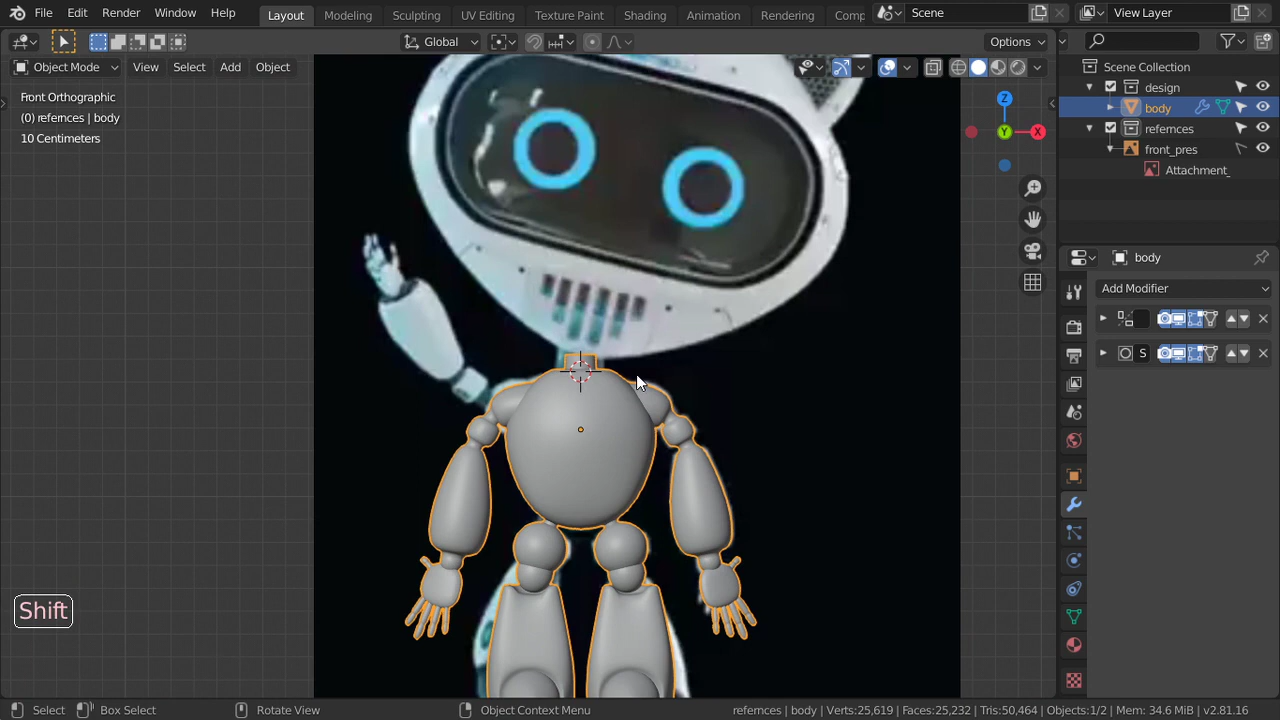 File Edit Render Window Help Layout Modeling Sculpting UV Editing Texture Paint Shading Animation Rendering Comp Scene View Layer
Global Options
Object Mode View Select Add Object
Front Orthographic
(0) refernces | body
10 Centimeters
Z
Y
X
Scene Collection
design
body
refernces
front_pres
Attachment_
body
Add Modifier
S
Shift
Select Box Select Rotate View Object Context Menu refernces | body | Verts:25,619 | Faces:25,232 | Tris:50,464 | Objects:1/2 | Mem: 34.6 MiB | v2.81.16